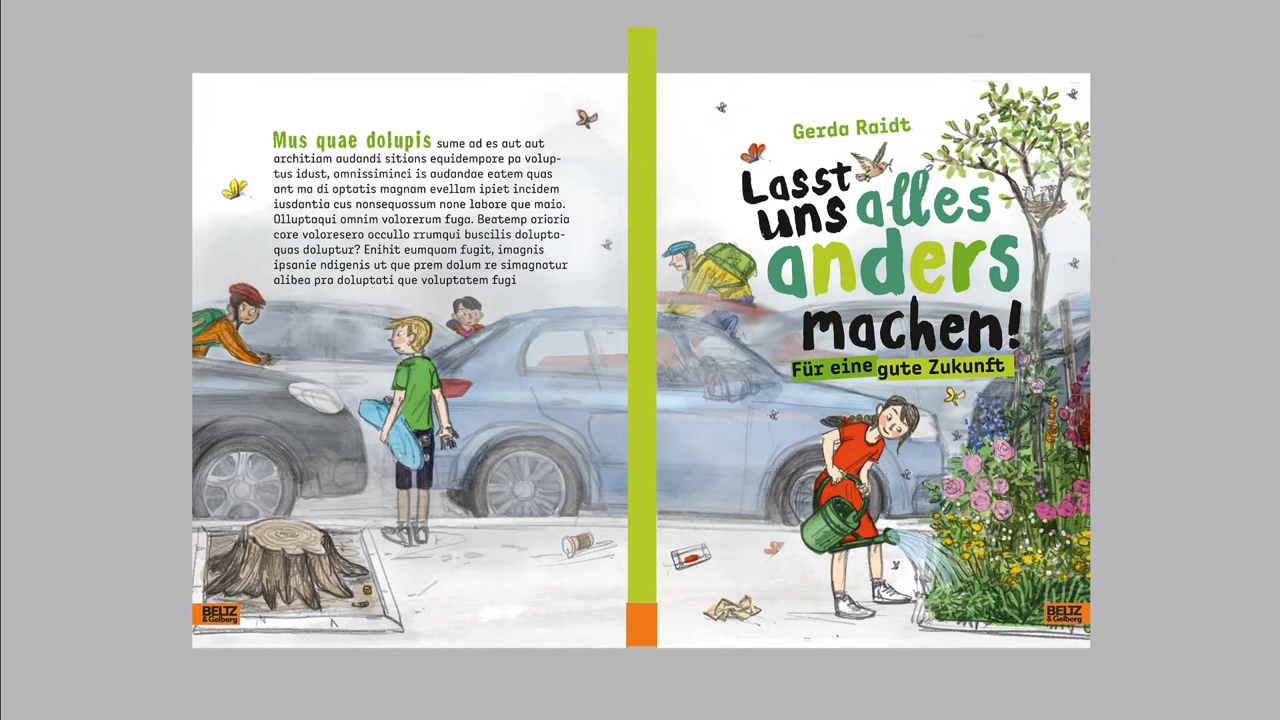 Mus quae dolupis sume ad es aut aut
architiam audandi sitions equidempore pa volup-
tus idust, omnissiminci is audandae eatem quas
ant ma di optatis magnam evellam ipiet incidem
iusdantia cus nonsequossum none labore que maio.
Olluptaqui omnim volorerum fuga. Beatemp orioria
core voloresero occullo rrumqui buscilis dolupta-
quas doluptur? Enihit eumquam fugit, imagnis
ipsanie ndigenis ut que prem dolum re simagnatur
alibea pra doluptati que voluptatem fugi
BELTZ
& Gelberg
Gerda Raidt
Lasst
uns alles
anders
machen!
Für eine gute Zukunft
BELTZ
& Gelberg